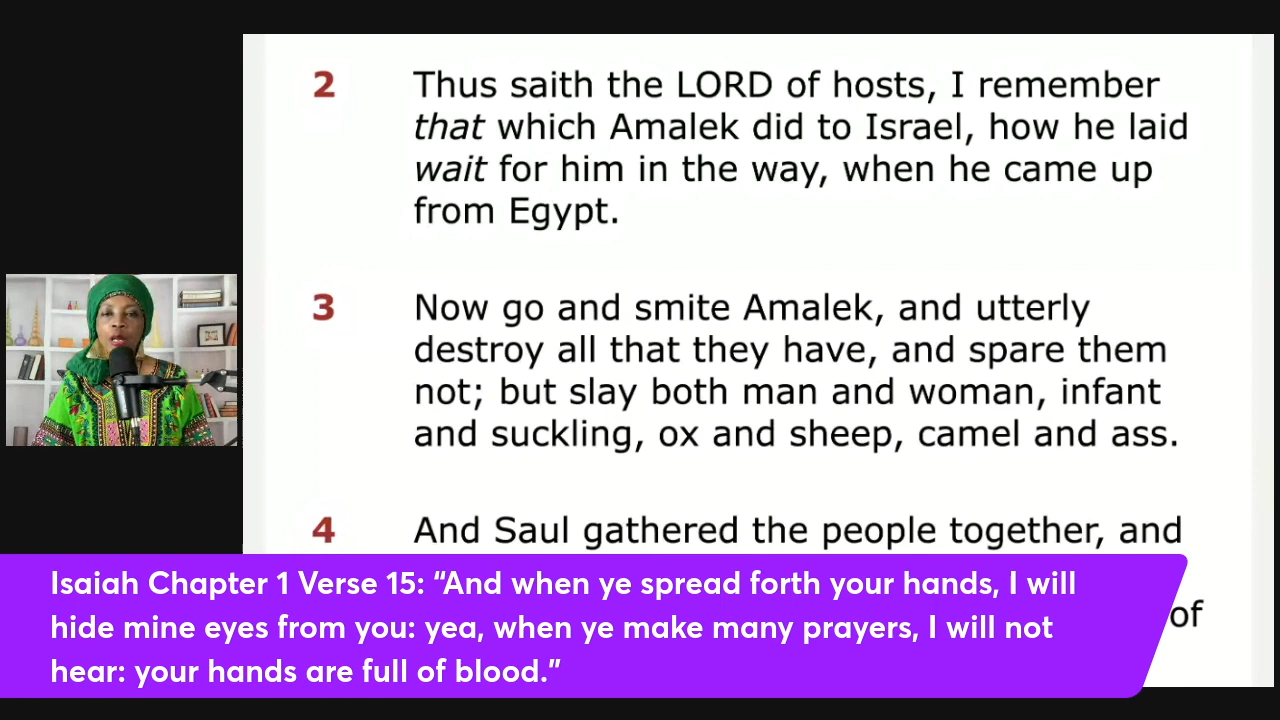 2 Thus saith the LORD of hosts, I remember
that which Amalek did to Israel, how he laid
wait for him in the way, when he came up
from Egypt.
3 Now go and smite Amalek, and utterly
destroy all that they have, and spare them
not; but slay both man and woman, infant
and suckling, ox and sheep, camel and ass.
4 And Saul gathered the people together, and
of
Isaiah Chapter 1 Verse 15: “And when ye spread forth your hands, I will
hide mine eyes from you: yea, when ye make many prayers, I will not
hear: your hands are full of blood.”